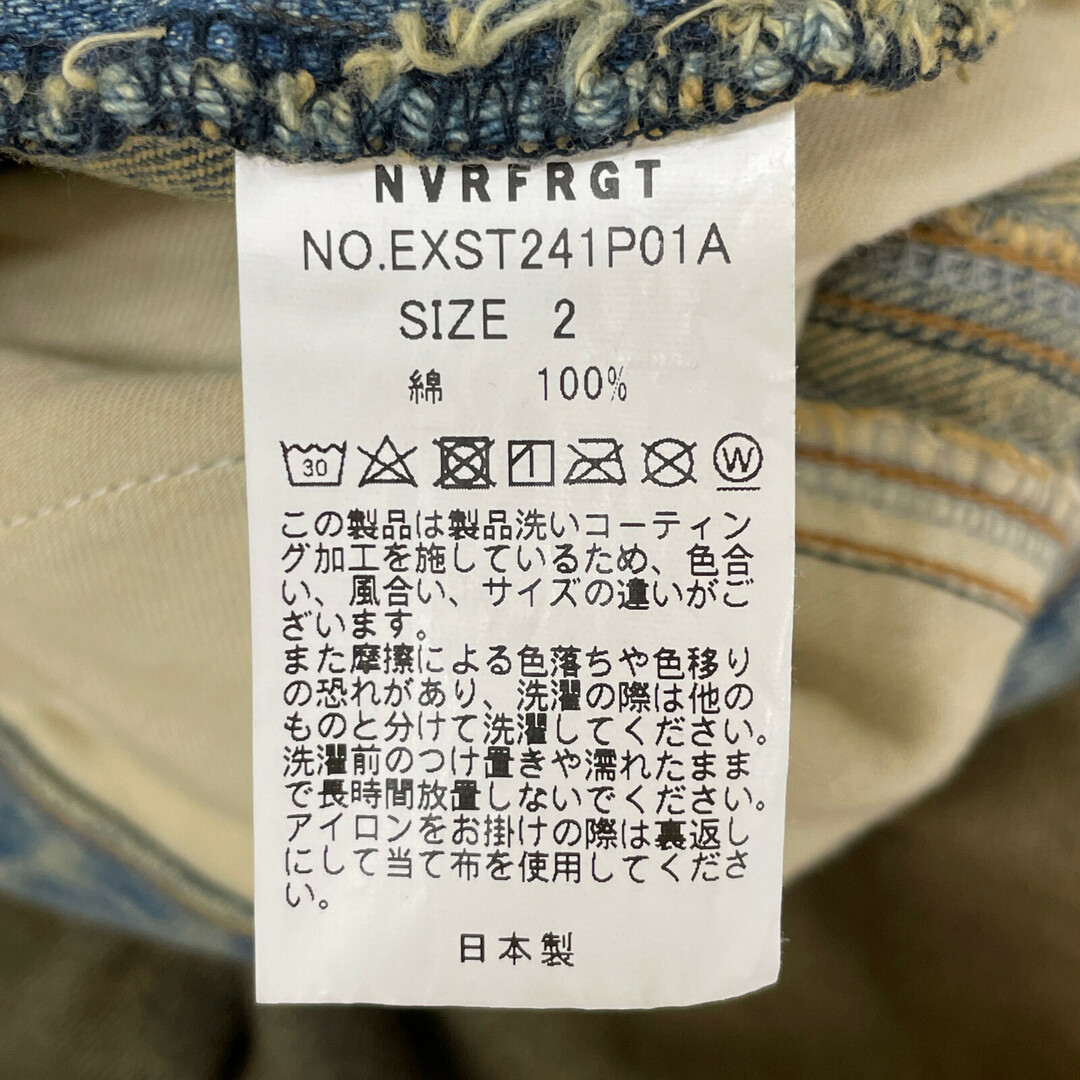 NVRFRGT
NO.EXST241P01A
SIZE 2
綿 100%
30 W
この製品は製品洗いコーティン
グ加工を施しているため、色合
い、風合い、サイズの違いがご
ざいます。
また摩擦による色落ちや色移り
の恐れがあり、洗濯の際は他の
ものと分けて洗濯してください。
洗濯前のつけ置きや濡れたまま
で長時間放置しないでください。
アイロンをお掛けの際は裏返し
にして当て布を使用してくださ
い。
日本製